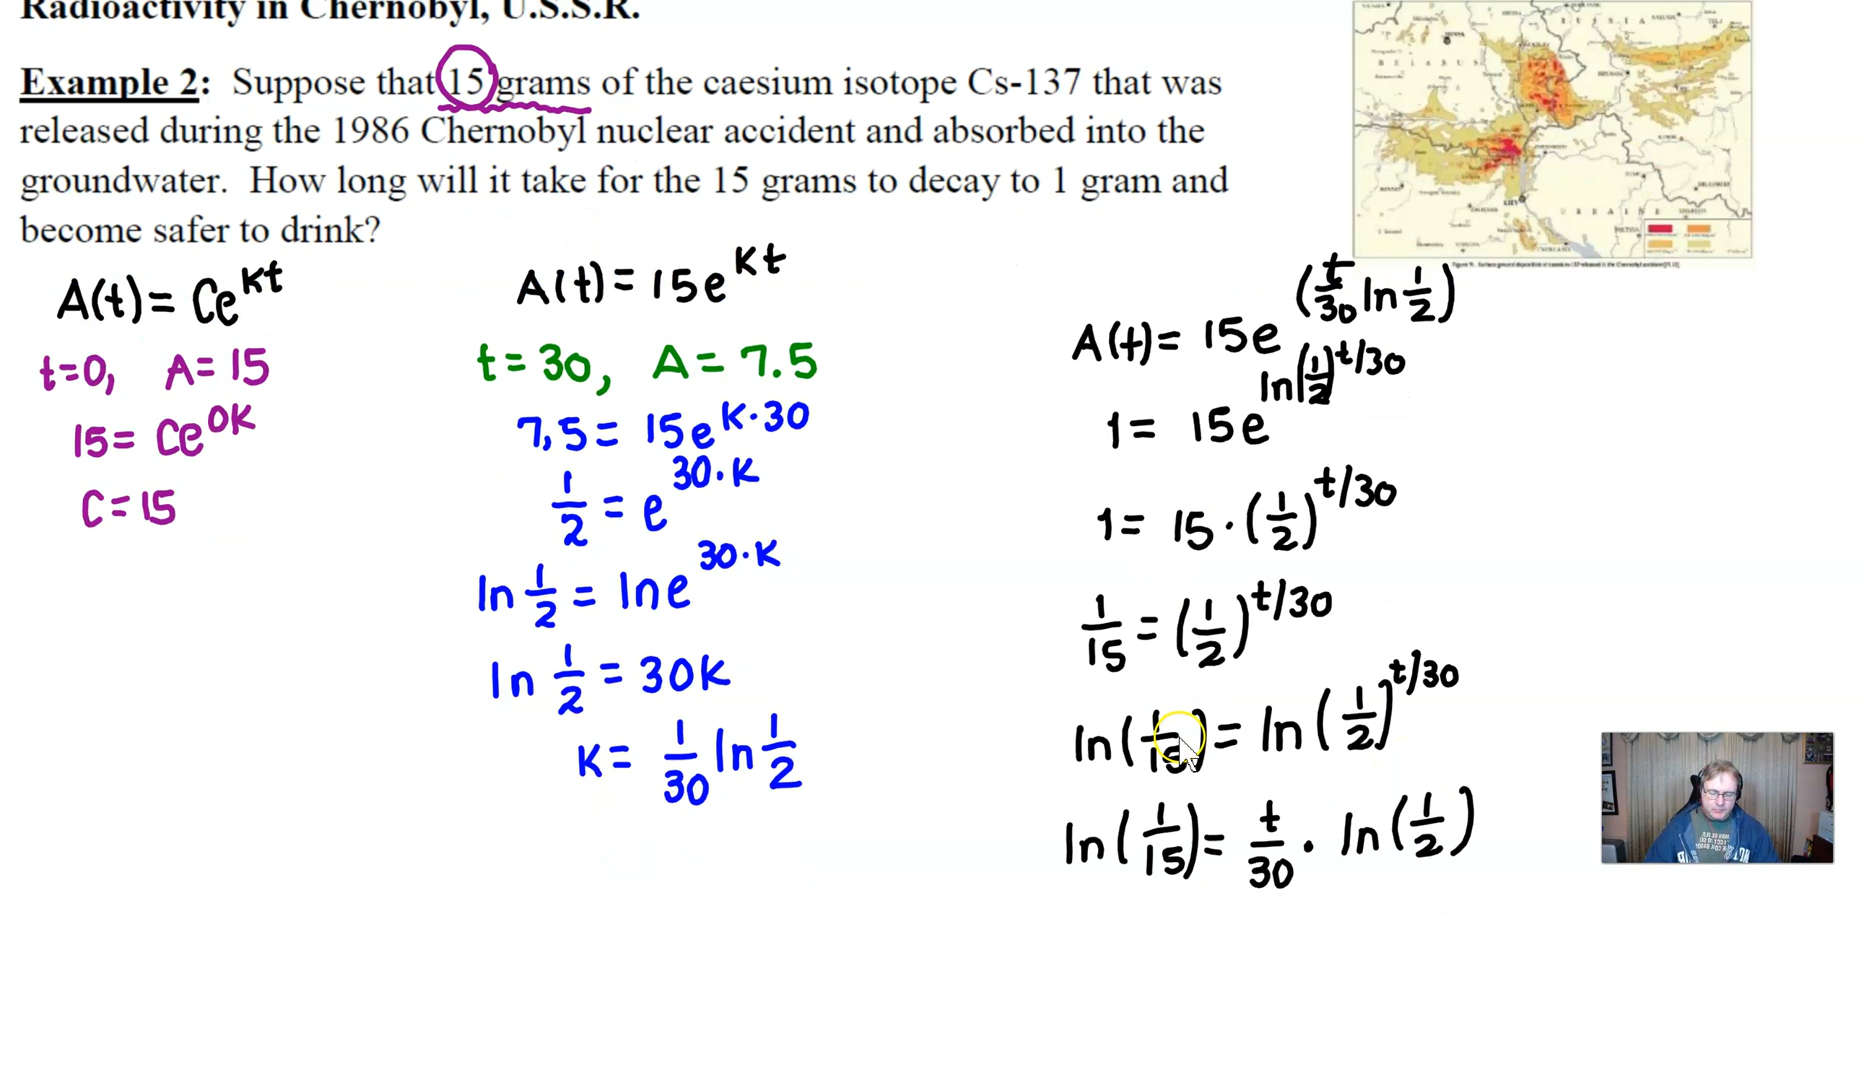 Radioactivity in Chernobyl, U.S.S.R.
Example 2: Suppose that 15 grams of the caesium isotope Cs-137 that was
released during the 1986 Chernobyl nuclear accident and absorbed into the
groundwater. How long will it take for the 15 grams to decay to 1 gram and
become safer to drink?
A(t) = Ce^{kt}
t=0, A=15
15 = Ce^{0k}
C = 15
A(t) = 15e^{kt}
t = 30, A = 7.5
7.5 = 15e^{k·30}
1/2 = e^{30·k}
ln 1/2 = ln e^{30·k}
ln 1/2 = 30k
k = 1/30 ln 1/2
A(t) = 15e^{(t/30 ln 1/2)}
1 = 15e^{ln(1/2)^{t/30}}
1 = 15·(1/2)^{t/30}
1/15 = (1/2)^{t/30}
ln(1/15) = ln(1/2)^{t/30}
ln(1/15) = t/30 · ln(1/2)